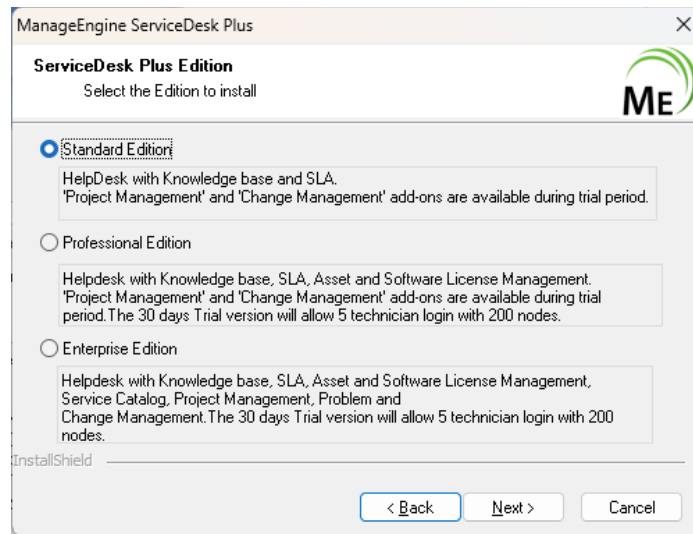 ManageEngine ServiceDesk Plus
ServiceDesk Plus Edition
Select the Edition to install
ME
Standard Edition
HelpDesk with Knowledge base and SLA.
'Project Management' and 'Change Management' add-ons are available during trial period.
Professional Edition
Helpdesk with Knowledge base, SLA, Asset and Software License Management.
'Project Management' and 'Change Management' add-ons are available during trial
period.The 30 days Trial version will allow 5 technician login with 200 nodes.
Enterprise Edition
Helpdesk with Knowledge base, SLA, Asset and Software License Management,
Service Catalog, Project Management, Problem and
Change Management.The 30 days Trial version will allow 5 technician login with 200
nodes.
InstallShield
< Back Next > Cancel